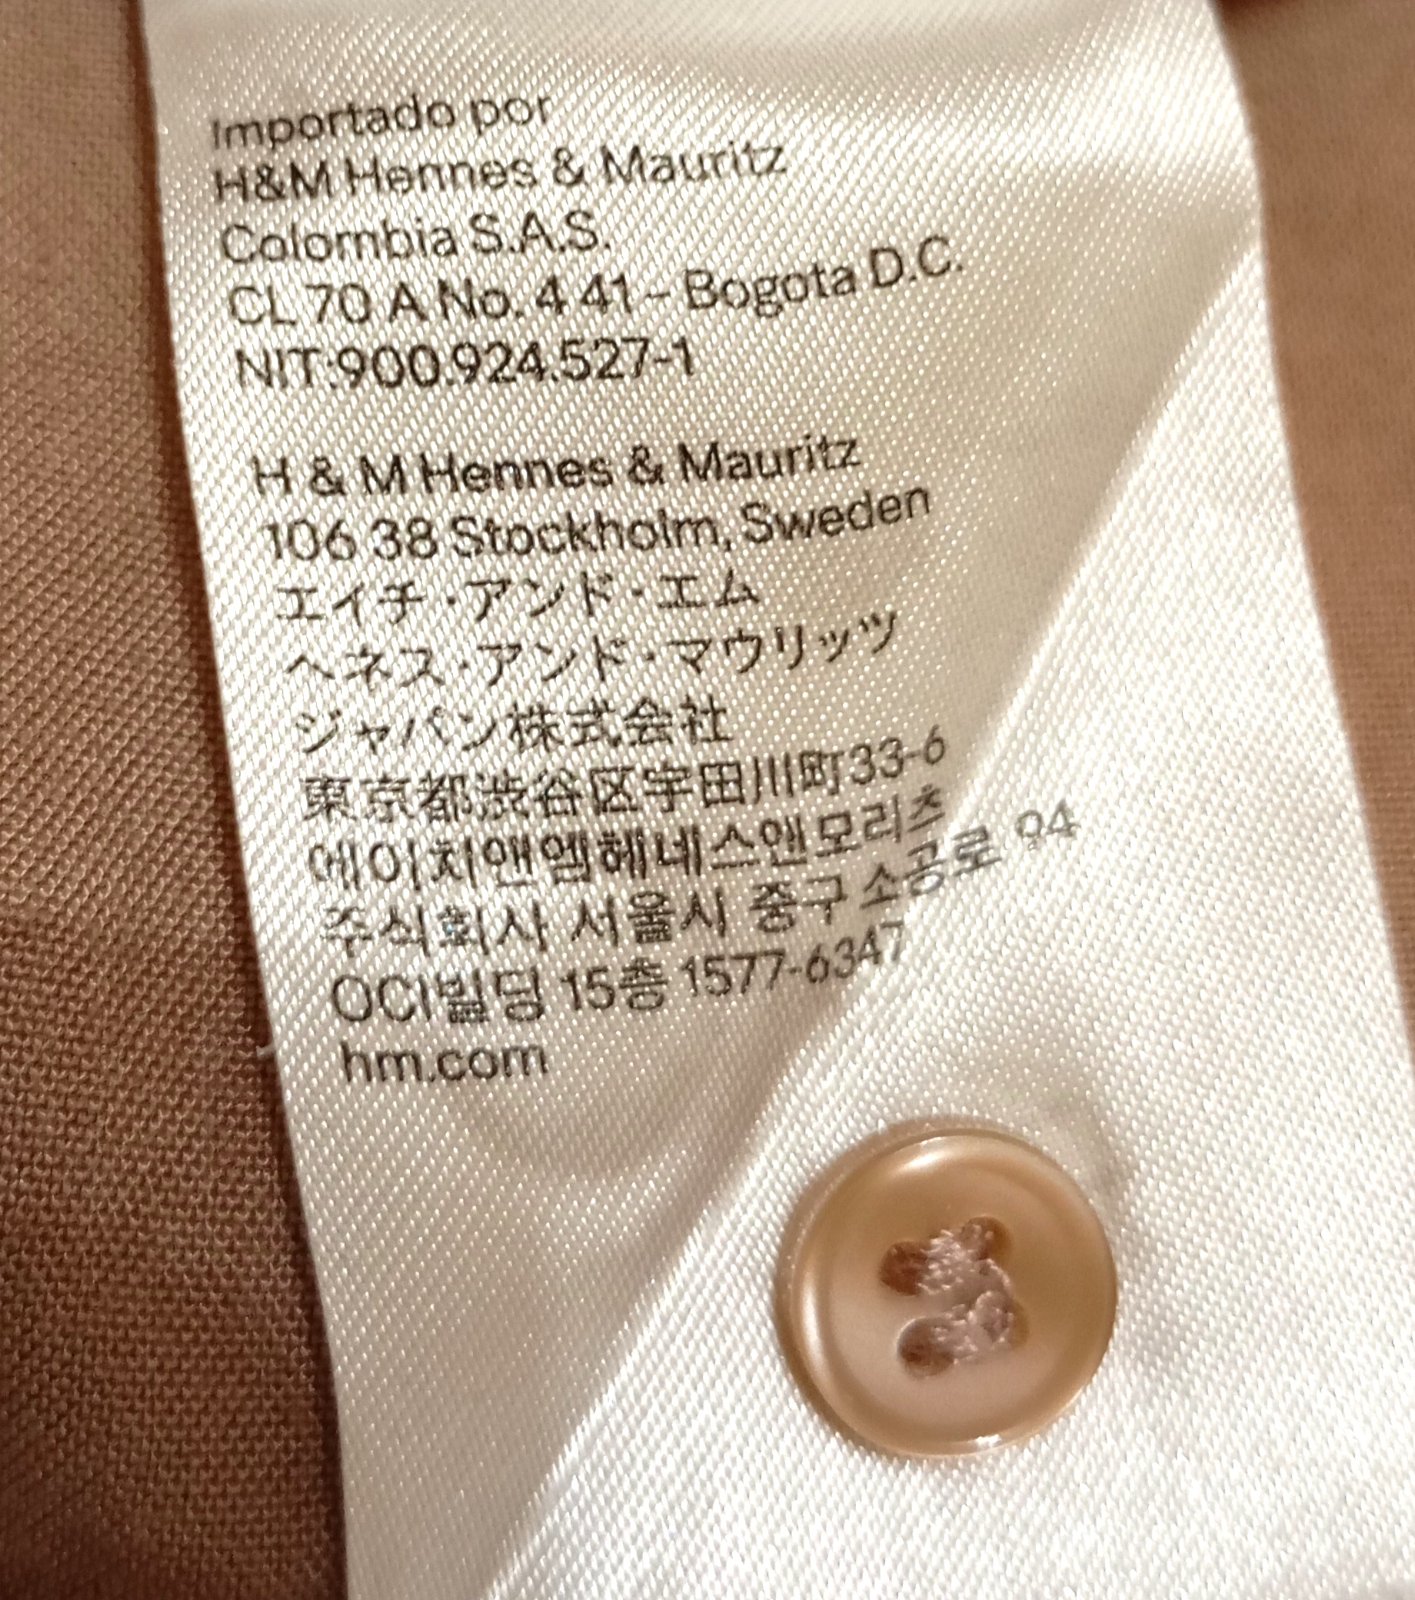 Importado por
H&M Hennes & Mauritz
Colombia S.A.S.
CL 70 A No. 4 41 – Bogota D.C.
NIT:900.924.527-1
H & M Hennes & Mauritz
106 38 Stockholm, Sweden
エイチ・アンド・エム
ヘネス・アンド・マウリッツ
ジャパン株式会社
東京都渋谷区宇田川町33-6
에이치앤엠헤네스앤모리츠
주식회사 서울시 중구 소공로 94
OCI빌딩 15층 1577-6347
hm.com